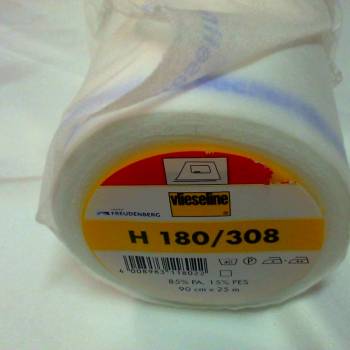 vlieseline
FREUDENBERG
H 180/308
85% PA, 15% PES
90 cm x 25 m